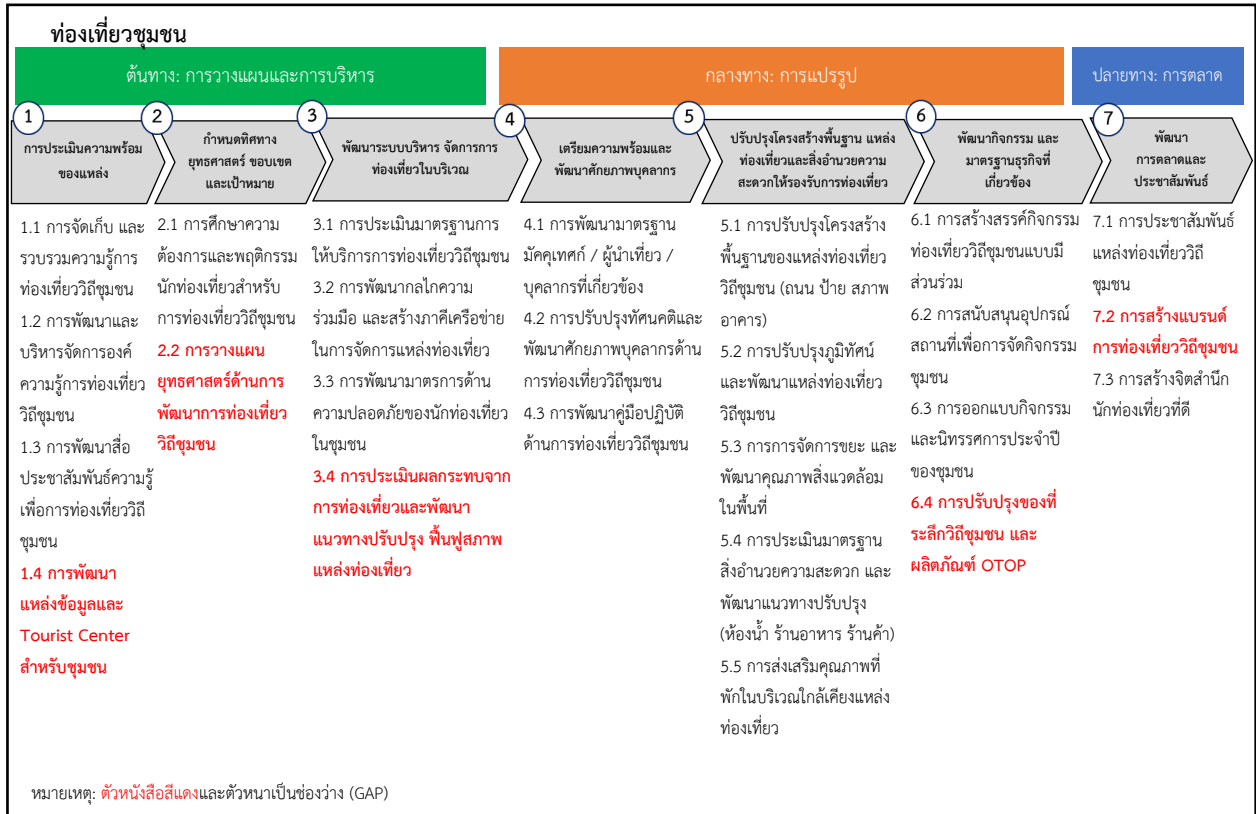 ท่องเที่ยวชุมชน
ต้นทาง: การวางแผนและการบริหาร
กลางทาง: การแปรรูป
ปลายทาง: การตลาด
1
การประเมินความพร้อม
ของแหล่ง
2
กำหนดทิศทาง
ยุทธศาสตร์ ขอบเขต
และเป้าหมาย
3
พัฒนาระบบบริหาร จัดการการ
ท่องเที่ยวในบริเวณ
4
เตรียมความพร้อมและ
พัฒนาศักยภาพบุคลากร
5
ปรับปรุงโครงสร้างพื้นฐาน แหล่ง
ท่องเที่ยวและสิ่งอำนวยความ
สะดวกให้รองรับการท่องเที่ยว
6
พัฒนากิจกรรม และ
มาตรฐานธุรกิจที่
เกี่ยวข้อง
7
พัฒนา
การตลาดและ
ประชาสัมพันธ์
1.1 การจัดเก็บ และ
รวบรวมความรู้การ
ท่องเที่ยววิถีชุมชน
1.2 การพัฒนาและ
บริหารจัดการองค์
ความรู้การท่องเที่ยว
วิถีชุมชน
1.3 การพัฒนาสื่อ
ประชาสัมพันธ์ความรู้
เพื่อการท่องเที่ยววิถี
ชุมชน
1.4 การพัฒนา
แหล่งข้อมูลและ
Tourist Center
สำหรับชุมชน
2.1 การศึกษาความ
ต้องการและพฤติกรรม
นักท่องเที่ยวสำหรับ
การท่องเที่ยววิถีชุมชน
2.2 การวางแผน
ยุทธศาสตร์ด้านการ
พัฒนาการท่องเที่ยว
วิถีชุมชน
3.1 การประเมินมาตรฐานการ
ให้บริการการท่องเที่ยววิถีชุมชน
3.2 การพัฒนากลไกความ
ร่วมมือ และสร้างภาคีเครือข่าย
ในการจัดการแหล่งท่องเที่ยว
3.3 การพัฒนามาตรการด้าน
ความปลอดภัยของนักท่องเที่ยว
ในชุมชน
3.4 การประเมินผลกระทบจาก
การท่องเที่ยวและพัฒนา
แนวทางปรับปรุง ฟื้นฟูสภาพ
แหล่งท่องเที่ยว
4.1 การพัฒนามาตรฐาน
มัคคุเทศก์ / ผู้นำเที่ยว /
บุคลากรที่เกี่ยวข้อง
4.2 การปรับปรุงทัศนคติและ
พัฒนาศักยภาพบุคลากรด้าน
การท่องเที่ยววิถีชุมชน
4.3 การพัฒนาคู่มือปฏิบัติ
ด้านการท่องเที่ยววิถีชุมชน
5.1 การปรับปรุงโครงสร้าง
พื้นฐานของแหล่งท่องเที่ยว
วิถีชุมชน (ถนน ป้าย สภาพ
อาคาร)
5.2 การปรับปรุงภูมิทัศน์
และพัฒนาแหล่งท่องเที่ยว
วิถีชุมชน
5.3 การการจัดการขยะ และ
พัฒนาคุณภาพสิ่งแวดล้อม
ในพื้นที่
5.4 การประเมินมาตรฐาน
สิ่งอำนวยความสะดวก และ
พัฒนาแนวทางปรับปรุง
(ห้องน้ำ ร้านอาหาร ร้านค้า)
5.5 การส่งเสริมคุณภาพที่
พักในบริเวณใกล้เคียงแหล่ง
ท่องเที่ยว
6.1 การสร้างสรรค์กิจกรรม
ท่องเที่ยววิถีชุมชนแบบมี
ส่วนร่วม
6.2 การสนับสนุนอุปกรณ์
สถานที่เพื่อการจัดกิจกรรม
ชุมชน
6.3 การออกแบบกิจกรรม
และนิทรรศการประจำปี
ของชุมชน
6.4 การปรับปรุงของที่
ระลึกวิถีชุมชน และ
ผลิตภัณฑ์ OTOP
7.1 การประชาสัมพันธ์
แหล่งท่องเที่ยววิถี
ชุมชน
7.2 การสร้างแบรนด์
การท่องเที่ยววิถีชุมชน
7.3 การสร้างจิตสำนึก
นักท่องเที่ยวที่ดี
หมายเหตุ: ตัวหนังสือสีแดงและตัวหนาเป็นช่องว่าง (GAP)